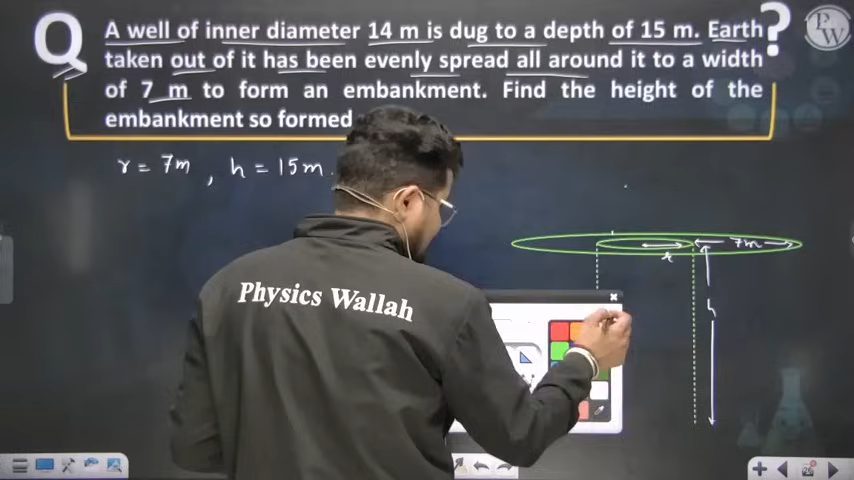 Q A well of inner diameter 14 m is dug to a depth of 15 m. Earth ?
taken out of it has been evenly spread all around it to a width
of 7 m to form an embankment. Find the height of the
embankment so formed
PW
r = 7m , h = 15m.
7m
r
h
Physics Wallah